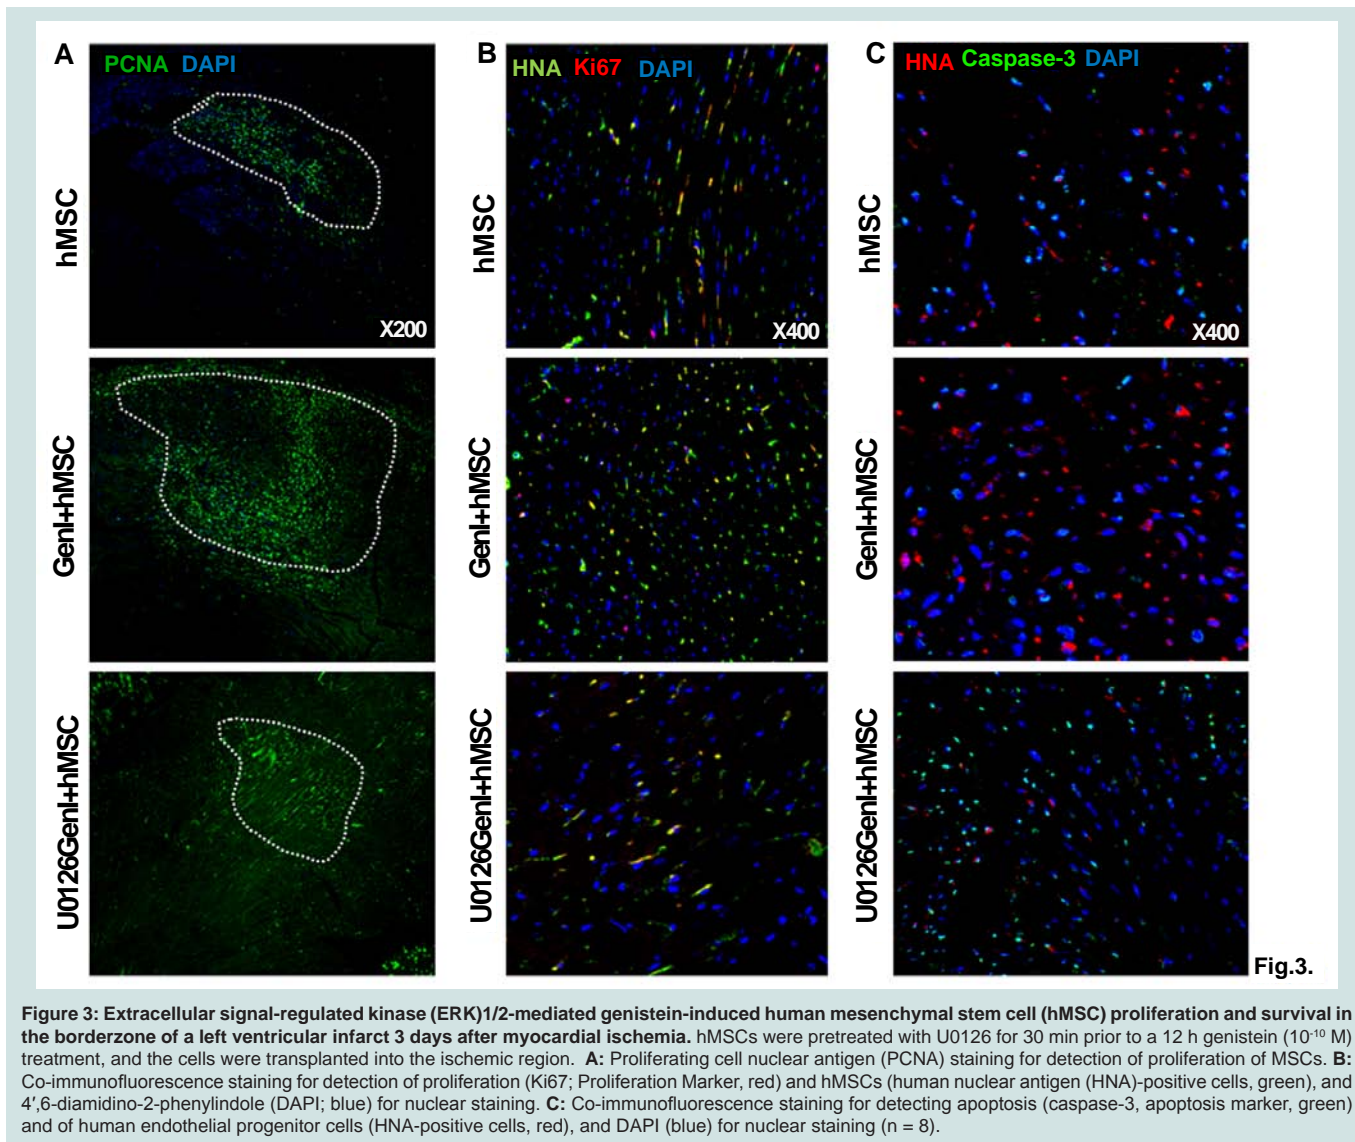 A
PCNA DAPI
B
HNA Ki67 DAPI
C
HNA Caspase-3 DAPI
hMSC
X200
hMSC
X400
hMSC
X400
GenI+hMSC
GenI+hMSC
GenI+hMSC
U0126GenI+hMSC
U0126GenI+hMSC
U0126GenI+hMSC
Fig.3.
Figure 3: Extracellular signal-regulated kinase (ERK)1/2-mediated genistein-induced human mesenchymal stem cell (hMSC) proliferation and survival in
the borderzone of a left ventricular infarct 3 days after myocardial ischemia. hMSCs were pretreated with U0126 for 30 min prior to a 12 h genistein (10⁻¹⁰ M)
treatment, and the cells were transplanted into the ischemic region. A: Proliferating cell nuclear antigen (PCNA) staining for detection of proliferation of MSCs. B:
Co-immunofluorescence staining for detection of proliferation (Ki67; Proliferation Marker, red) and hMSCs (human nuclear antigen (HNA)-positive cells, green), and
4′,6-diamidino-2-phenylindole (DAPI; blue) for nuclear staining. C: Co-immunofluorescence staining for detecting apoptosis (caspase-3, apoptosis marker, green)
and of human endothelial progenitor cells (HNA-positive cells, red), and DAPI (blue) for nuclear staining (n = 8).